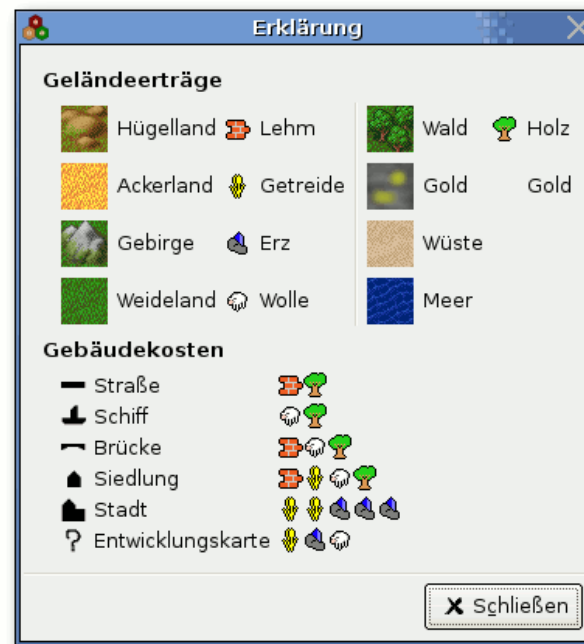 Erklärung
Geländeerträge
Hügelland Lehm Wald Holz
Ackerland Getreide Gold Gold
Gebirge Erz Wüste
Weideland Wolle Meer
Gebäudekosten
Straße
Schiff
Brücke
Siedlung
Stadt
? Entwicklungskarte
Schließen